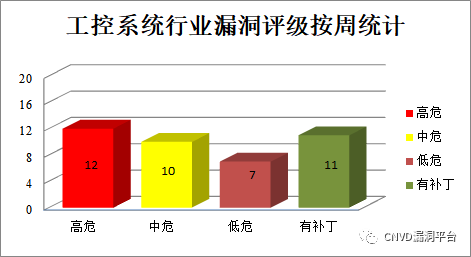 工控系统行业漏洞评级按周统计
20
16
12
8
4
0
12
10
7
11
高危
中危
低危
有补丁
高危
中危
低危
有补丁
CNVD漏洞平台